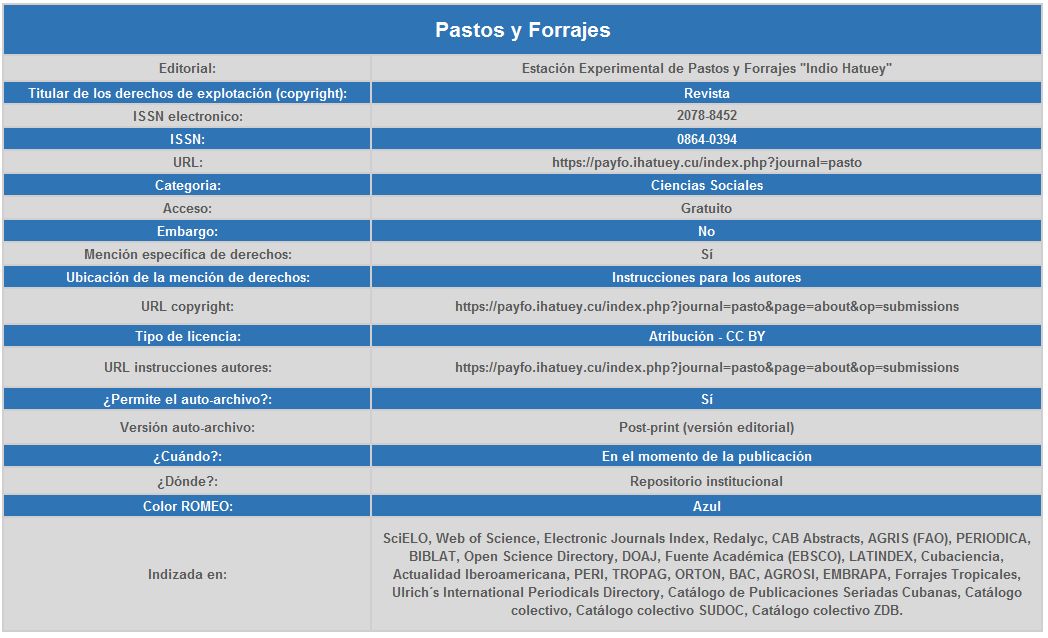 Pastos y Forrajes
Editorial: Estación Experimental de Pastos y Forrajes "Indio Hatuey"
Titular de los derechos de explotación (copyright): Revista
ISSN electronico: 2078-8452
ISSN: 0864-0394
URL: https://payfo.ihatuey.cu/index.php?journal=pasto
Categoria: Ciencias Sociales
Acceso: Gratuito
Embargo: No
Mención específica de derechos: Sí
Ubicación de la mención de derechos: Instrucciones para los autores
URL copyright: https://payfo.ihatuey.cu/index.php?journal=pasto&page=about&op=submissions
Tipo de licencia: Atribución - CC BY
URL instrucciones autores: https://payfo.ihatuey.cu/index.php?journal=pasto&page=about&op=submissions
¿Permite el auto-archivo?: Sí
Versión auto-archivo: Post-print (versión editorial)
¿Cuándo?: En el momento de la publicación
¿Dónde?: Repositorio institucional
Color ROMEO: Azul
Indizada en:
SciELO, Web of Science, Electronic Journals Index, Redalyc, CAB Abstracts, AGRIS (FAO), PERIODICA,
BIBLAT, Open Science Directory, DOAJ, Fuente Académica (EBSCO), LATINDEX, Cubaciencia,
Actualidad Iberoamericana, PERI, TROPAG, ORTON, BAC, AGROSI, EMBRAPA, Forrajes Tropicales,
Ulrich´s International Periodicals Directory, Catálogo de Publicaciones Seriadas Cubanas, Catálogo
colectivo, Catálogo colectivo SUDOC, Catálogo colectivo ZDB.